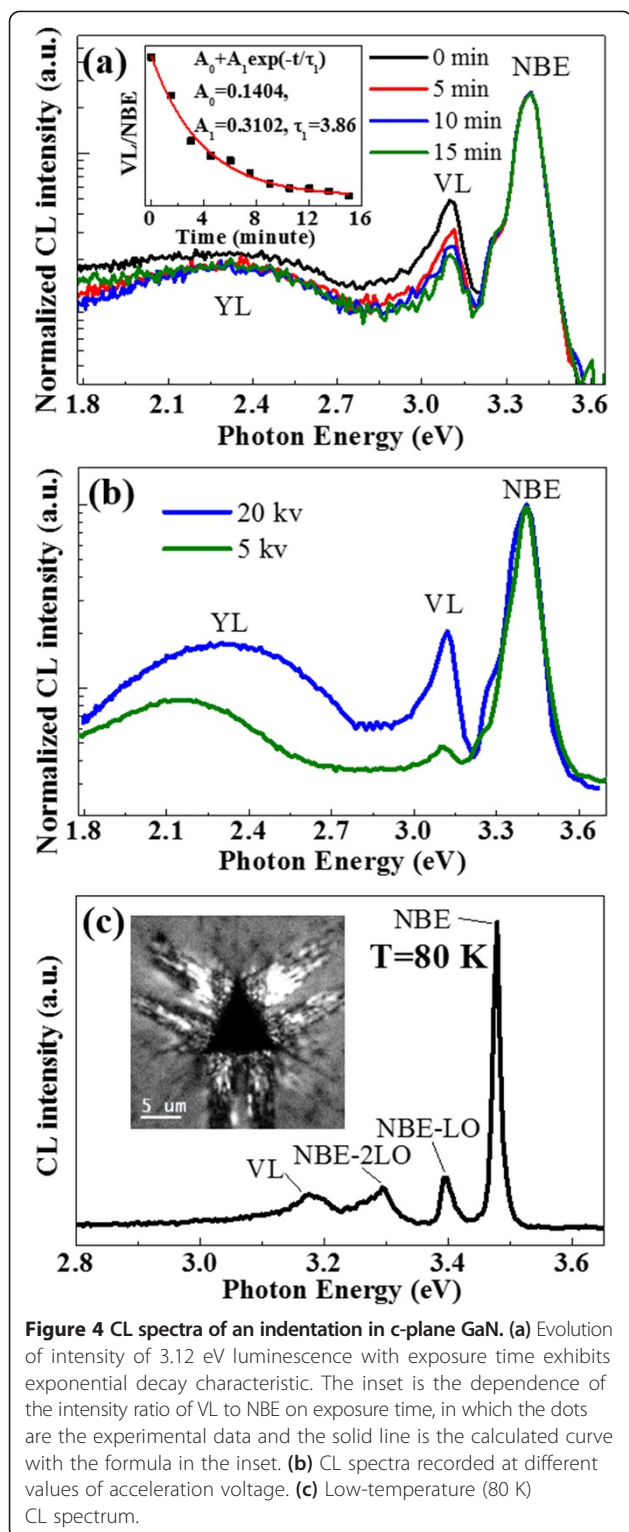 (a)
A₀+A₁exp(-t/τ₁)
A₀=0.1404,
A₁=0.3102, τ₁=3.86
VL/NBE
0 4 8 12 16
Time (minute)
0 min
5 min
10 min
15 min
NBE
VL
YL
Normalized CL intensity (a.u.)
1.8 2.1 2.4 2.7 3.0 3.3 3.6
Photon Energy (eV)
(b)
20 kv
5 kv
NBE
VL
YL
Normalized CL intensity (a.u.)
1.8 2.1 2.4 2.7 3.0 3.3 3.6
Photon Energy (eV)
(c)
NBE
T=80 K
5 um
NBE-LO
NBE-2LO
VL
CL intensity (a.u.)
2.8 3.0 3.2 3.4 3.6
Photon Energy (eV)
Figure 4 CL spectra of an indentation in c-plane GaN. (a) Evolution
of intensity of 3.12 eV luminescence with exposure time exhibits
exponential decay characteristic. The inset is the dependence of
the intensity ratio of VL to NBE on exposure time, in which the dots
are the experimental data and the solid line is the calculated curve
with the formula in the inset. (b) CL spectra recorded at different
values of acceleration voltage. (c) Low-temperature (80 K)
CL spectrum.